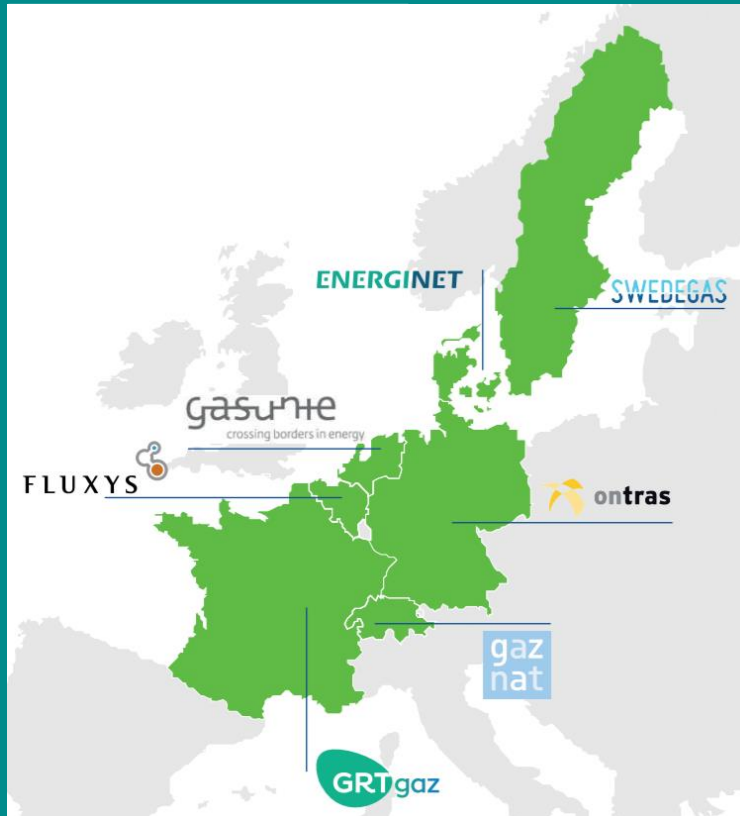 ENERGINET
SWEDEGAS
gasunie
crossing borders in energy
FLUXYS
ontras
gaz
nat
GRTgaz